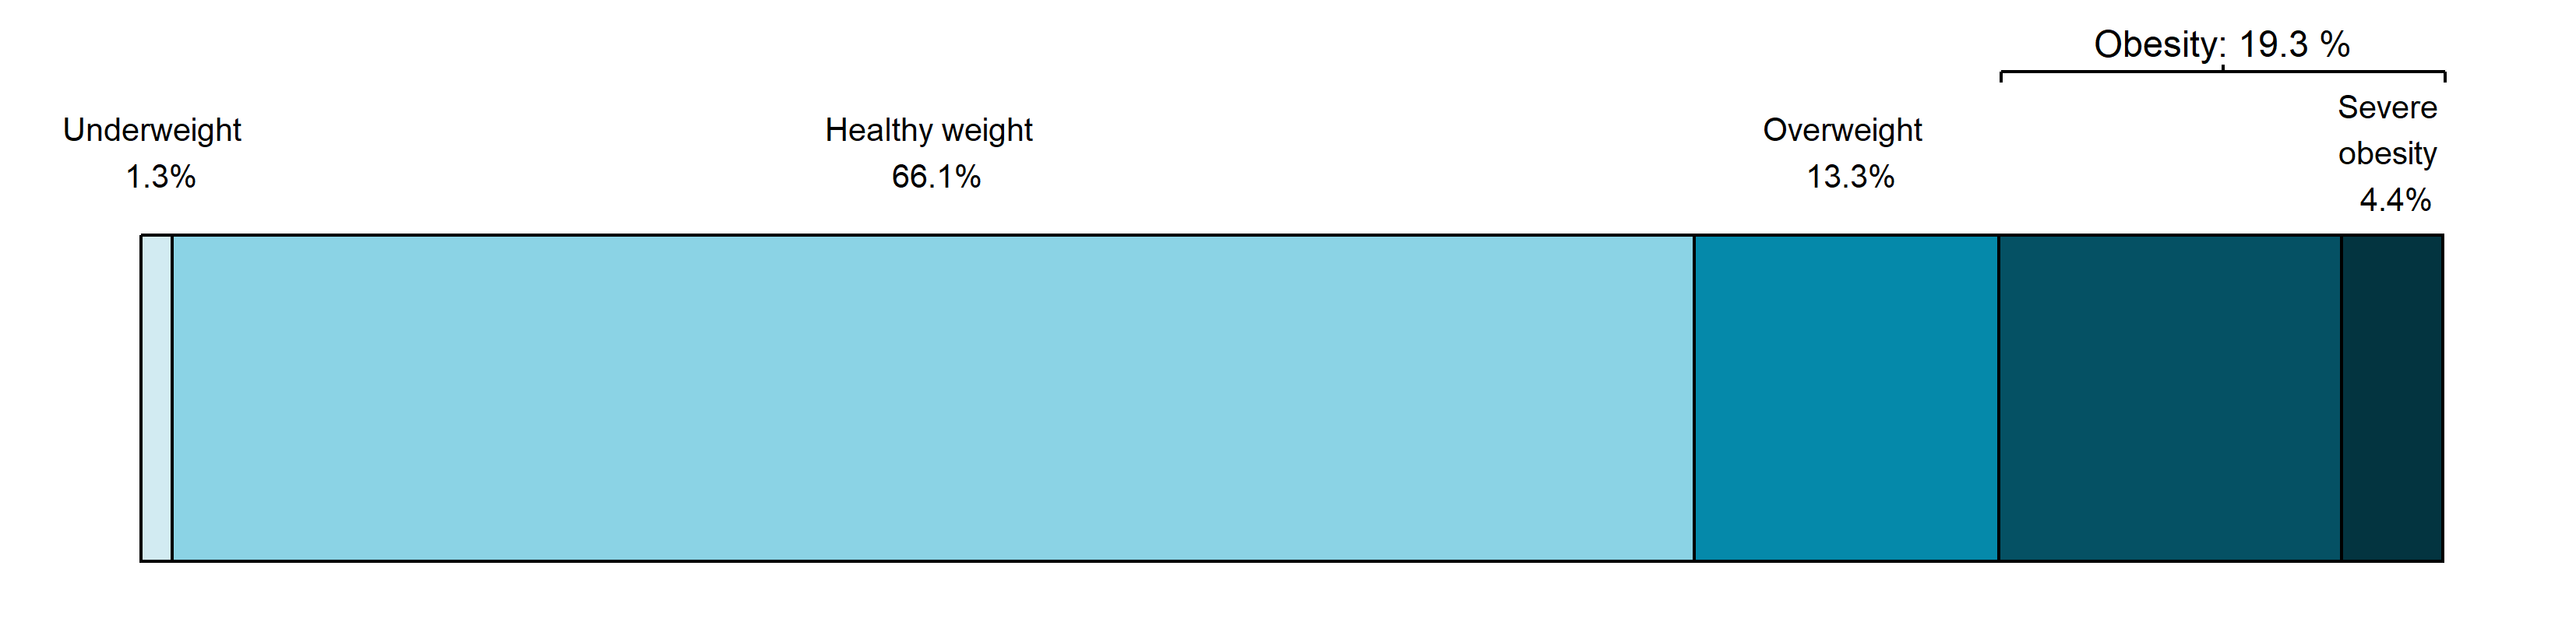 Obesity: 19.3 %
Underweight
1.3%
Healthy weight
66.1%
Overweight
13.3%
Severe
obesity
4.4%